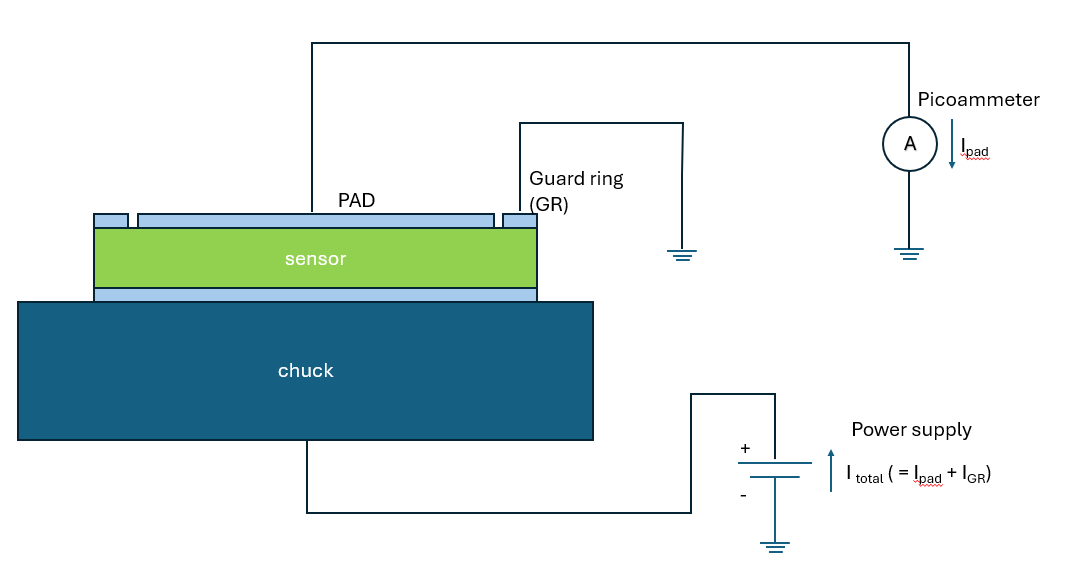 Picoammeter
A
Ipad
Guard ring
(GR)
PAD
sensor
chuck
Power supply
+
I total ( = Ipad + IGR)
-